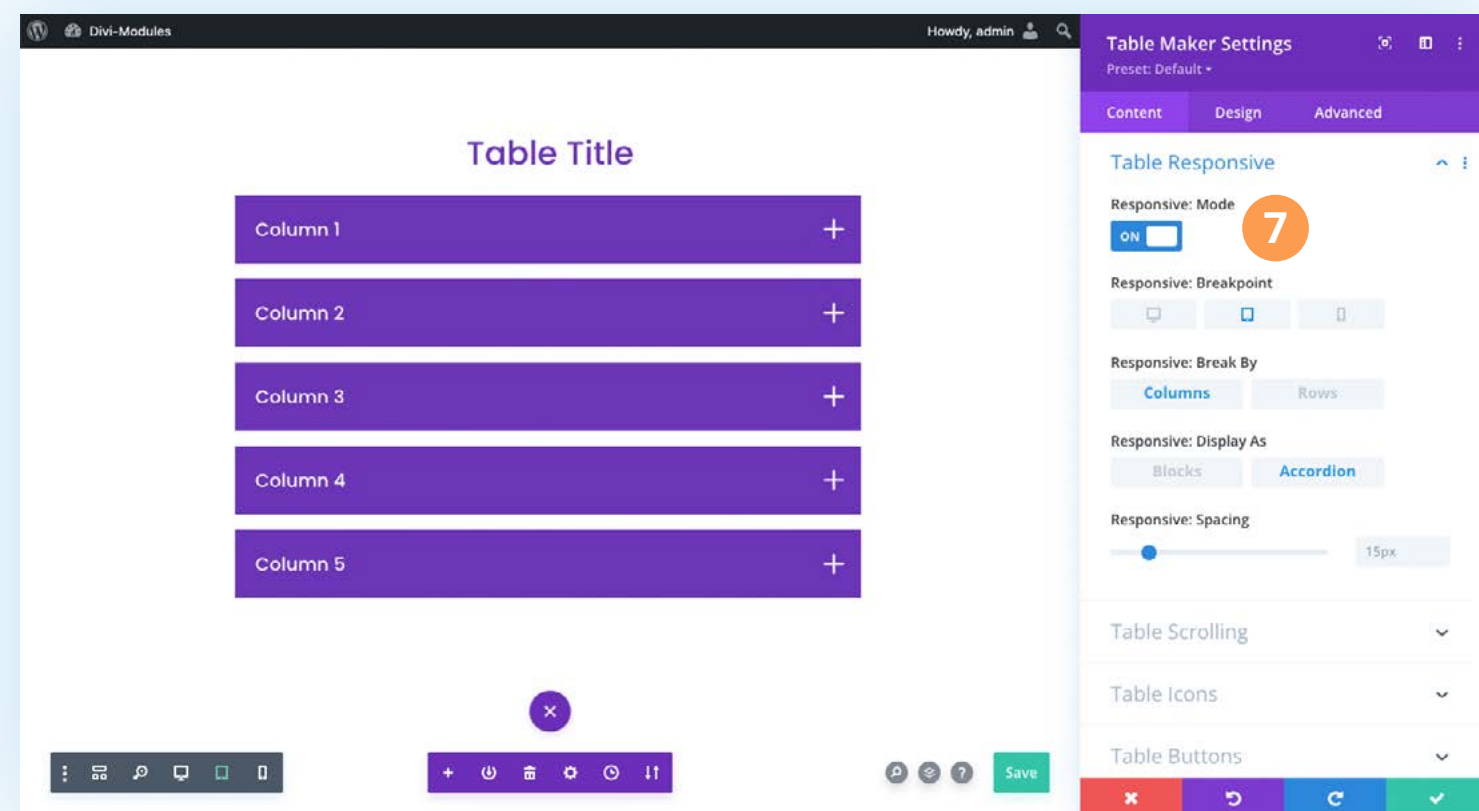 Divi-Modules
Howdy, admin
Table Title
Column 1
Column 2
Column 3
Column 4
Column 5
Save
Table Maker Settings
Preset: Default
Content Design Advanced
Table Responsive
Responsive: Mode
ON
7
Responsive: Breakpoint
Responsive: Break By
Columns Rows
Responsive: Display As
Blocks Accordion
Responsive: Spacing
15px
Table Scrolling
Table Icons
Table Buttons